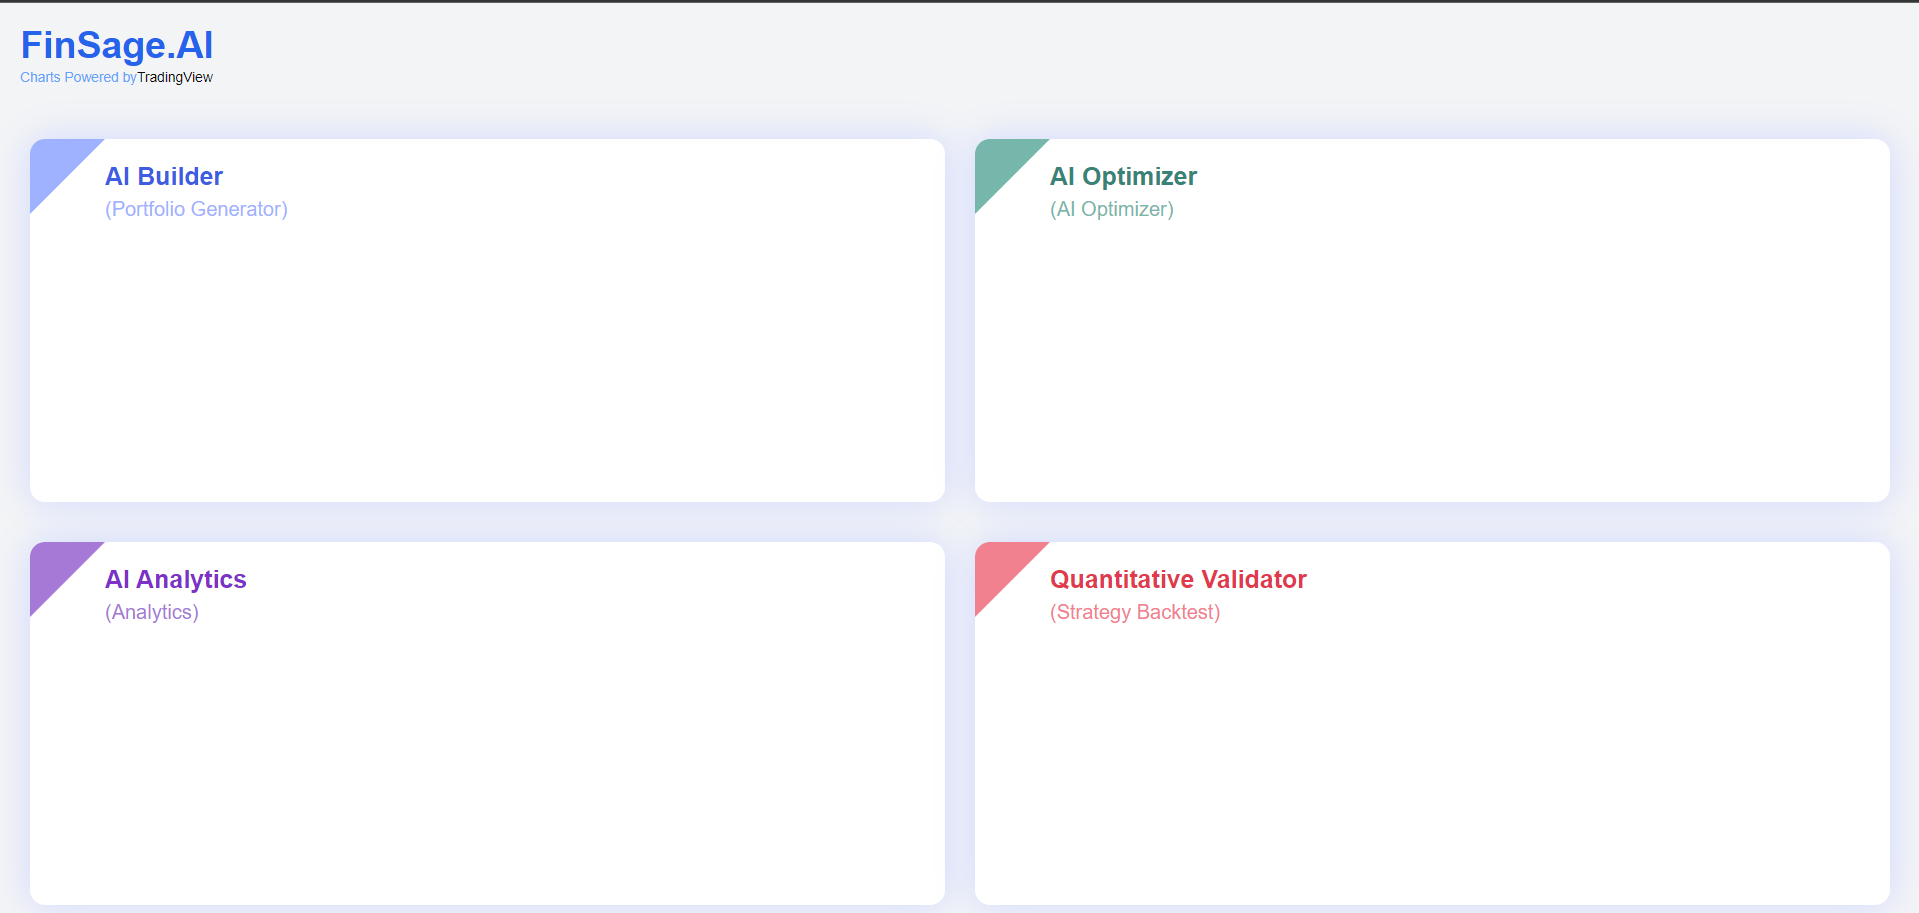 FinSage.AI
Charts Powered byTradingView
AI Builder
(Portfolio Generator)
AI Optimizer
(AI Optimizer)
AI Analytics
(Analytics)
Quantitative Validator
(Strategy Backtest)